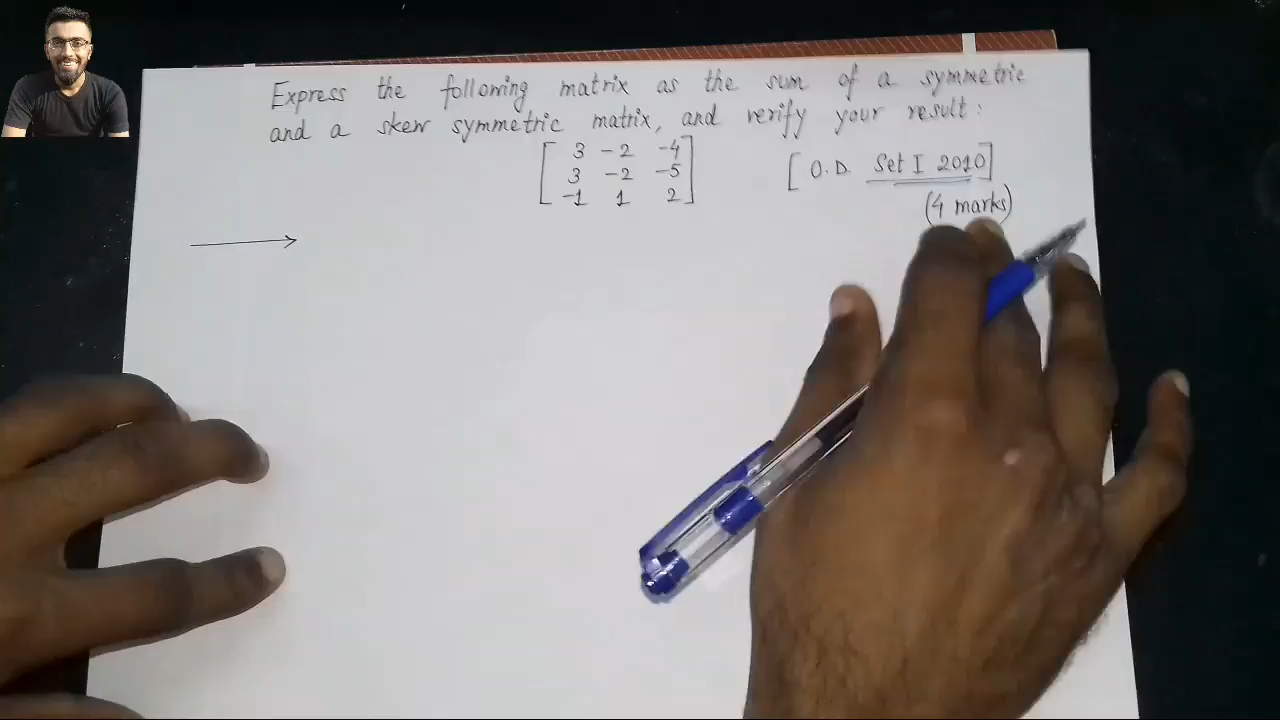 Express the following matrix as the sum of a symmetric
and a skew symmetric matrix, and verify your result:
3 -2 -4
3 -2 -5
-1 1 2
[O.D. Set I 2010]
(4 marks)